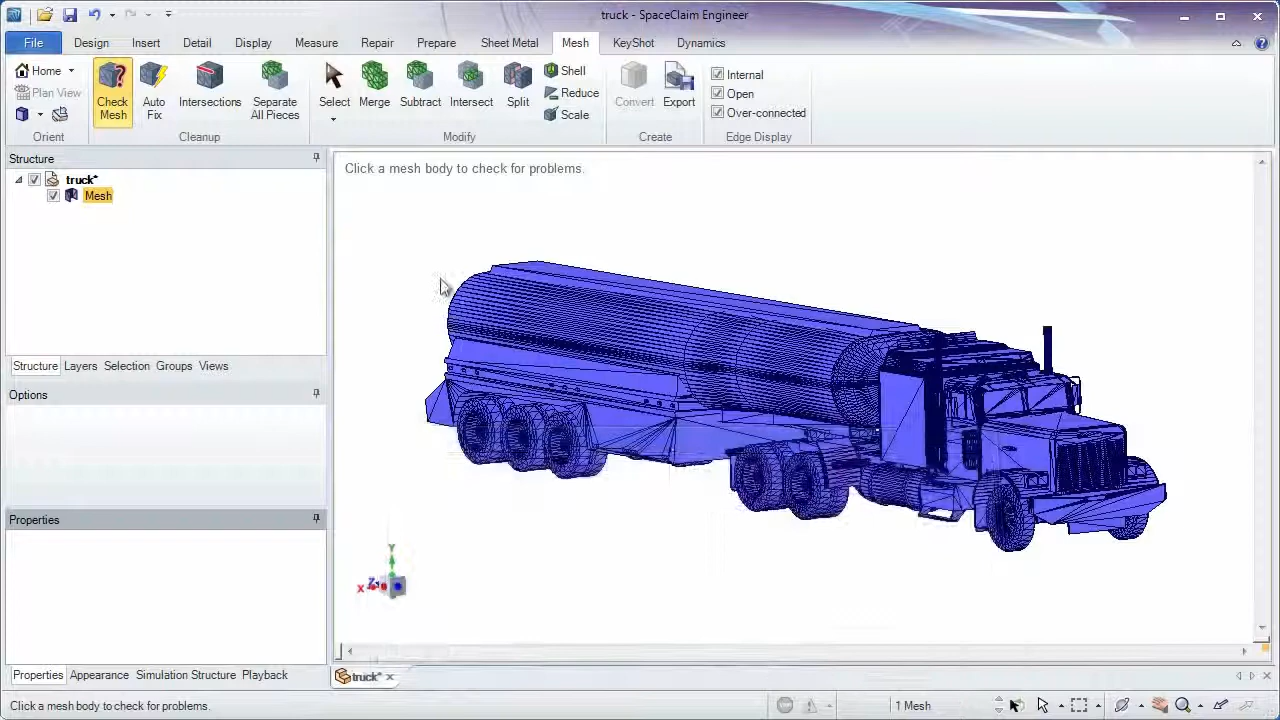 truck - SpaceClaim Engineer
File Design Insert Detail Display Measure Repair Prepare Sheet Metal Mesh KeyShot Dynamics
Home
Plan View
Orient
Check Mesh
Auto Fix
Intersections
Separate All Pieces
Cleanup
Select
Merge
Subtract
Intersect
Split
Shell
Reduce
Scale
Modify
Convert
Export
Create
Internal
Open
Over-connected
Edge Display
Structure
truck*
Mesh
Structure Layers Selection Groups Views
Options
Properties
Properties Appearance Simulation Structure Playback
Click a mesh body to check for problems.
Y
Z
X
truck*
Click a mesh body to check for problems.
1 Mesh